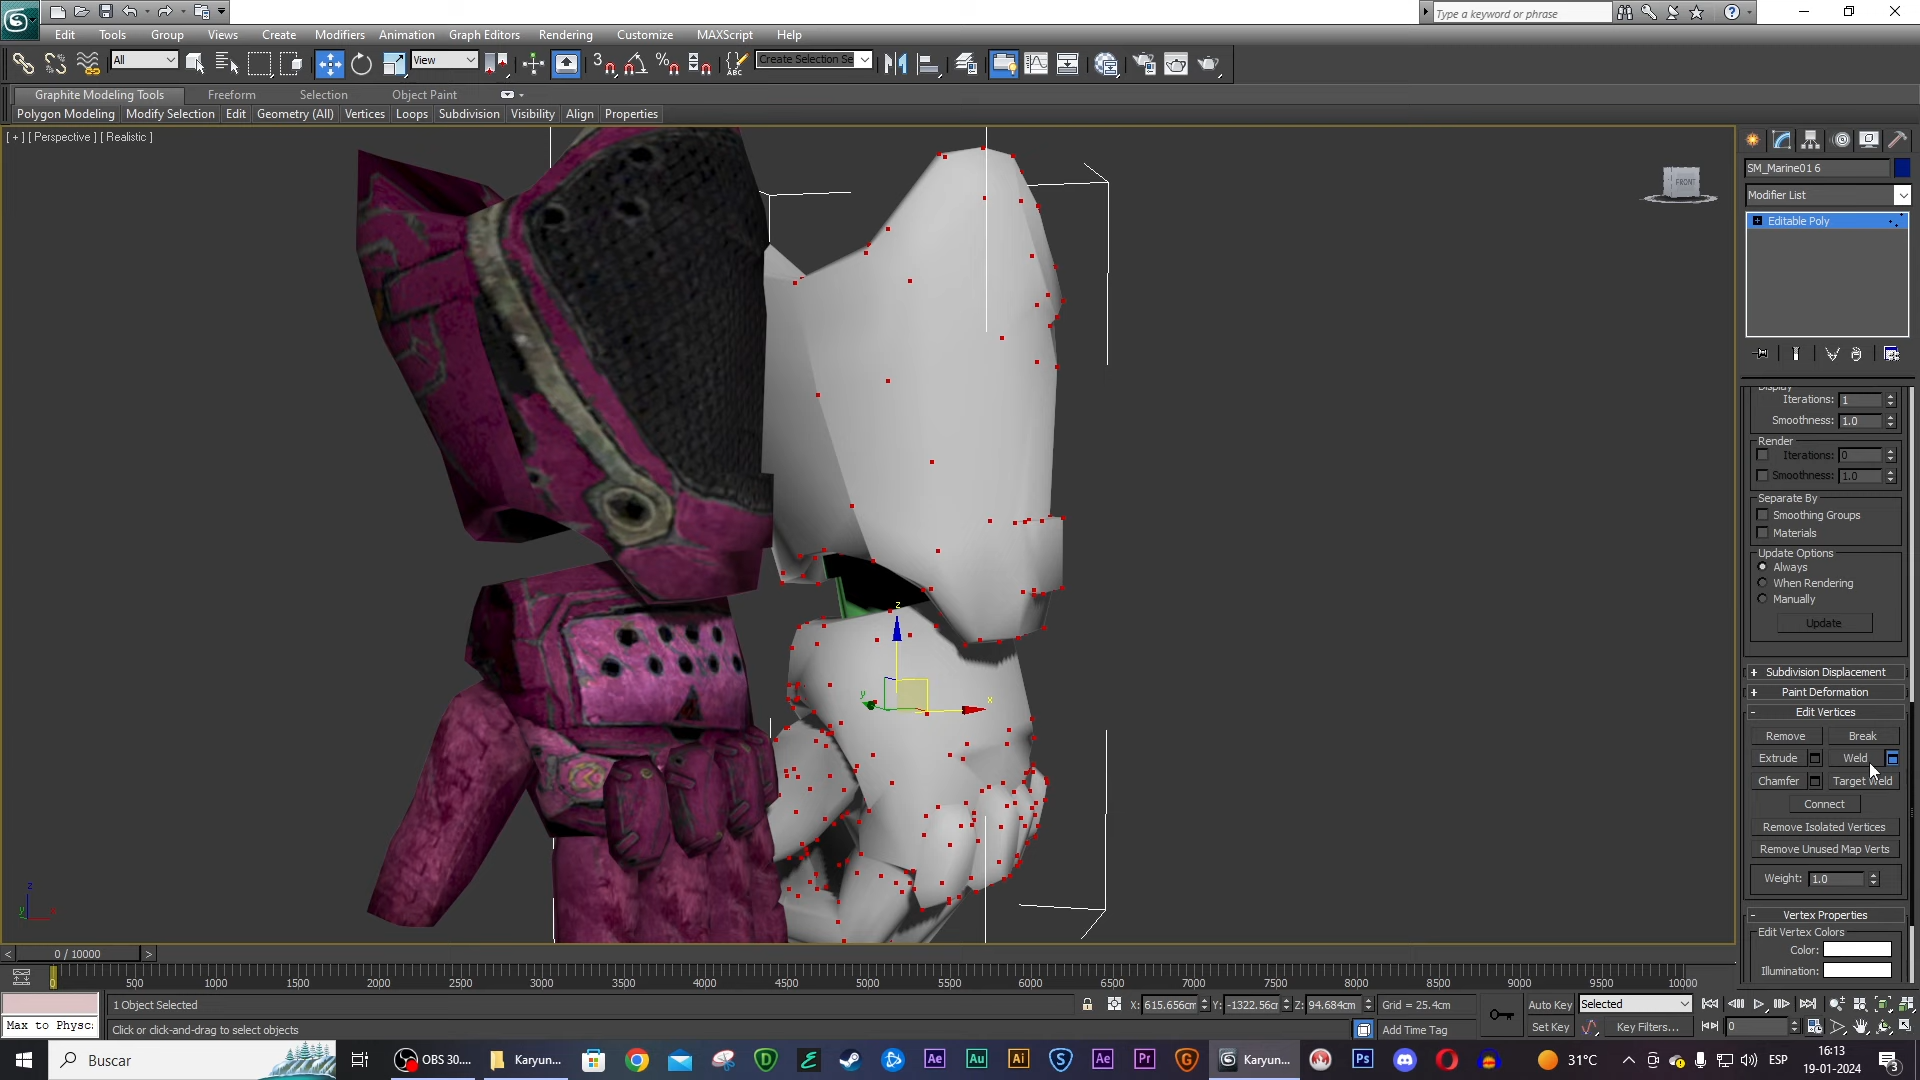 Type a keyword or phrase
Edit Tools Group Views Create Modifiers Animation Graph Editors Rendering Customize MAXScript Help
All View 3 Create Selection Se
Graphite Modeling Tools Freeform Selection Object Paint
Polygon Modeling Modify Selection Edit Geometry (All) Vertices Loops Subdivision Visibility Align Properties
[ + ] [ Perspective ] [ Realistic ]
FRONT
SM_Marine01 6
Modifier List
Editable Poly
Display
Iterations: 1
Smoothness: 1.0
Render
Iterations: 0
Smoothness: 1.0
Separate By
Smoothing Groups
Materials
Update Options
Always
When Rendering
Manually
Update
+ Subdivision Displacement
+ Paint Deformation
- Edit Vertices
Remove Break
Extrude Weld
Chamfer Target Weld
Connect
Remove Isolated Vertices
Remove Unused Map Verts
Weight: 1.0
- Vertex Properties
Edit Vertex Colors
Color:
Illumination:
z
y
x
z
y
< 0 / 10000 >
0 500 1000 1500 2000 2500 3000 3500 4000 4500 5000 5500 6000 6500 7000 7500 8000 8500 9000 9500 10000
1 Object Selected X: 615.656cm Y: -1322.56cm Z: 94.684cm Grid = 25.4cm Auto Key Selected
Max to Physc: Click or click-and-drag to select objects Add Time Tag Set Key Key Filters... 0
Buscar OBS 30.... Karyun... Karyun... 31°C ESP 16:13
19-01-2024
3